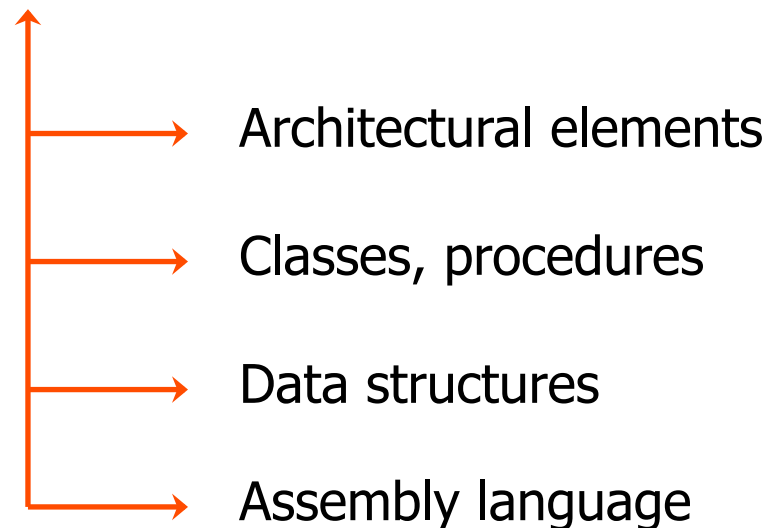 Architectural elements
Classes, procedures
Data structures
Assembly language